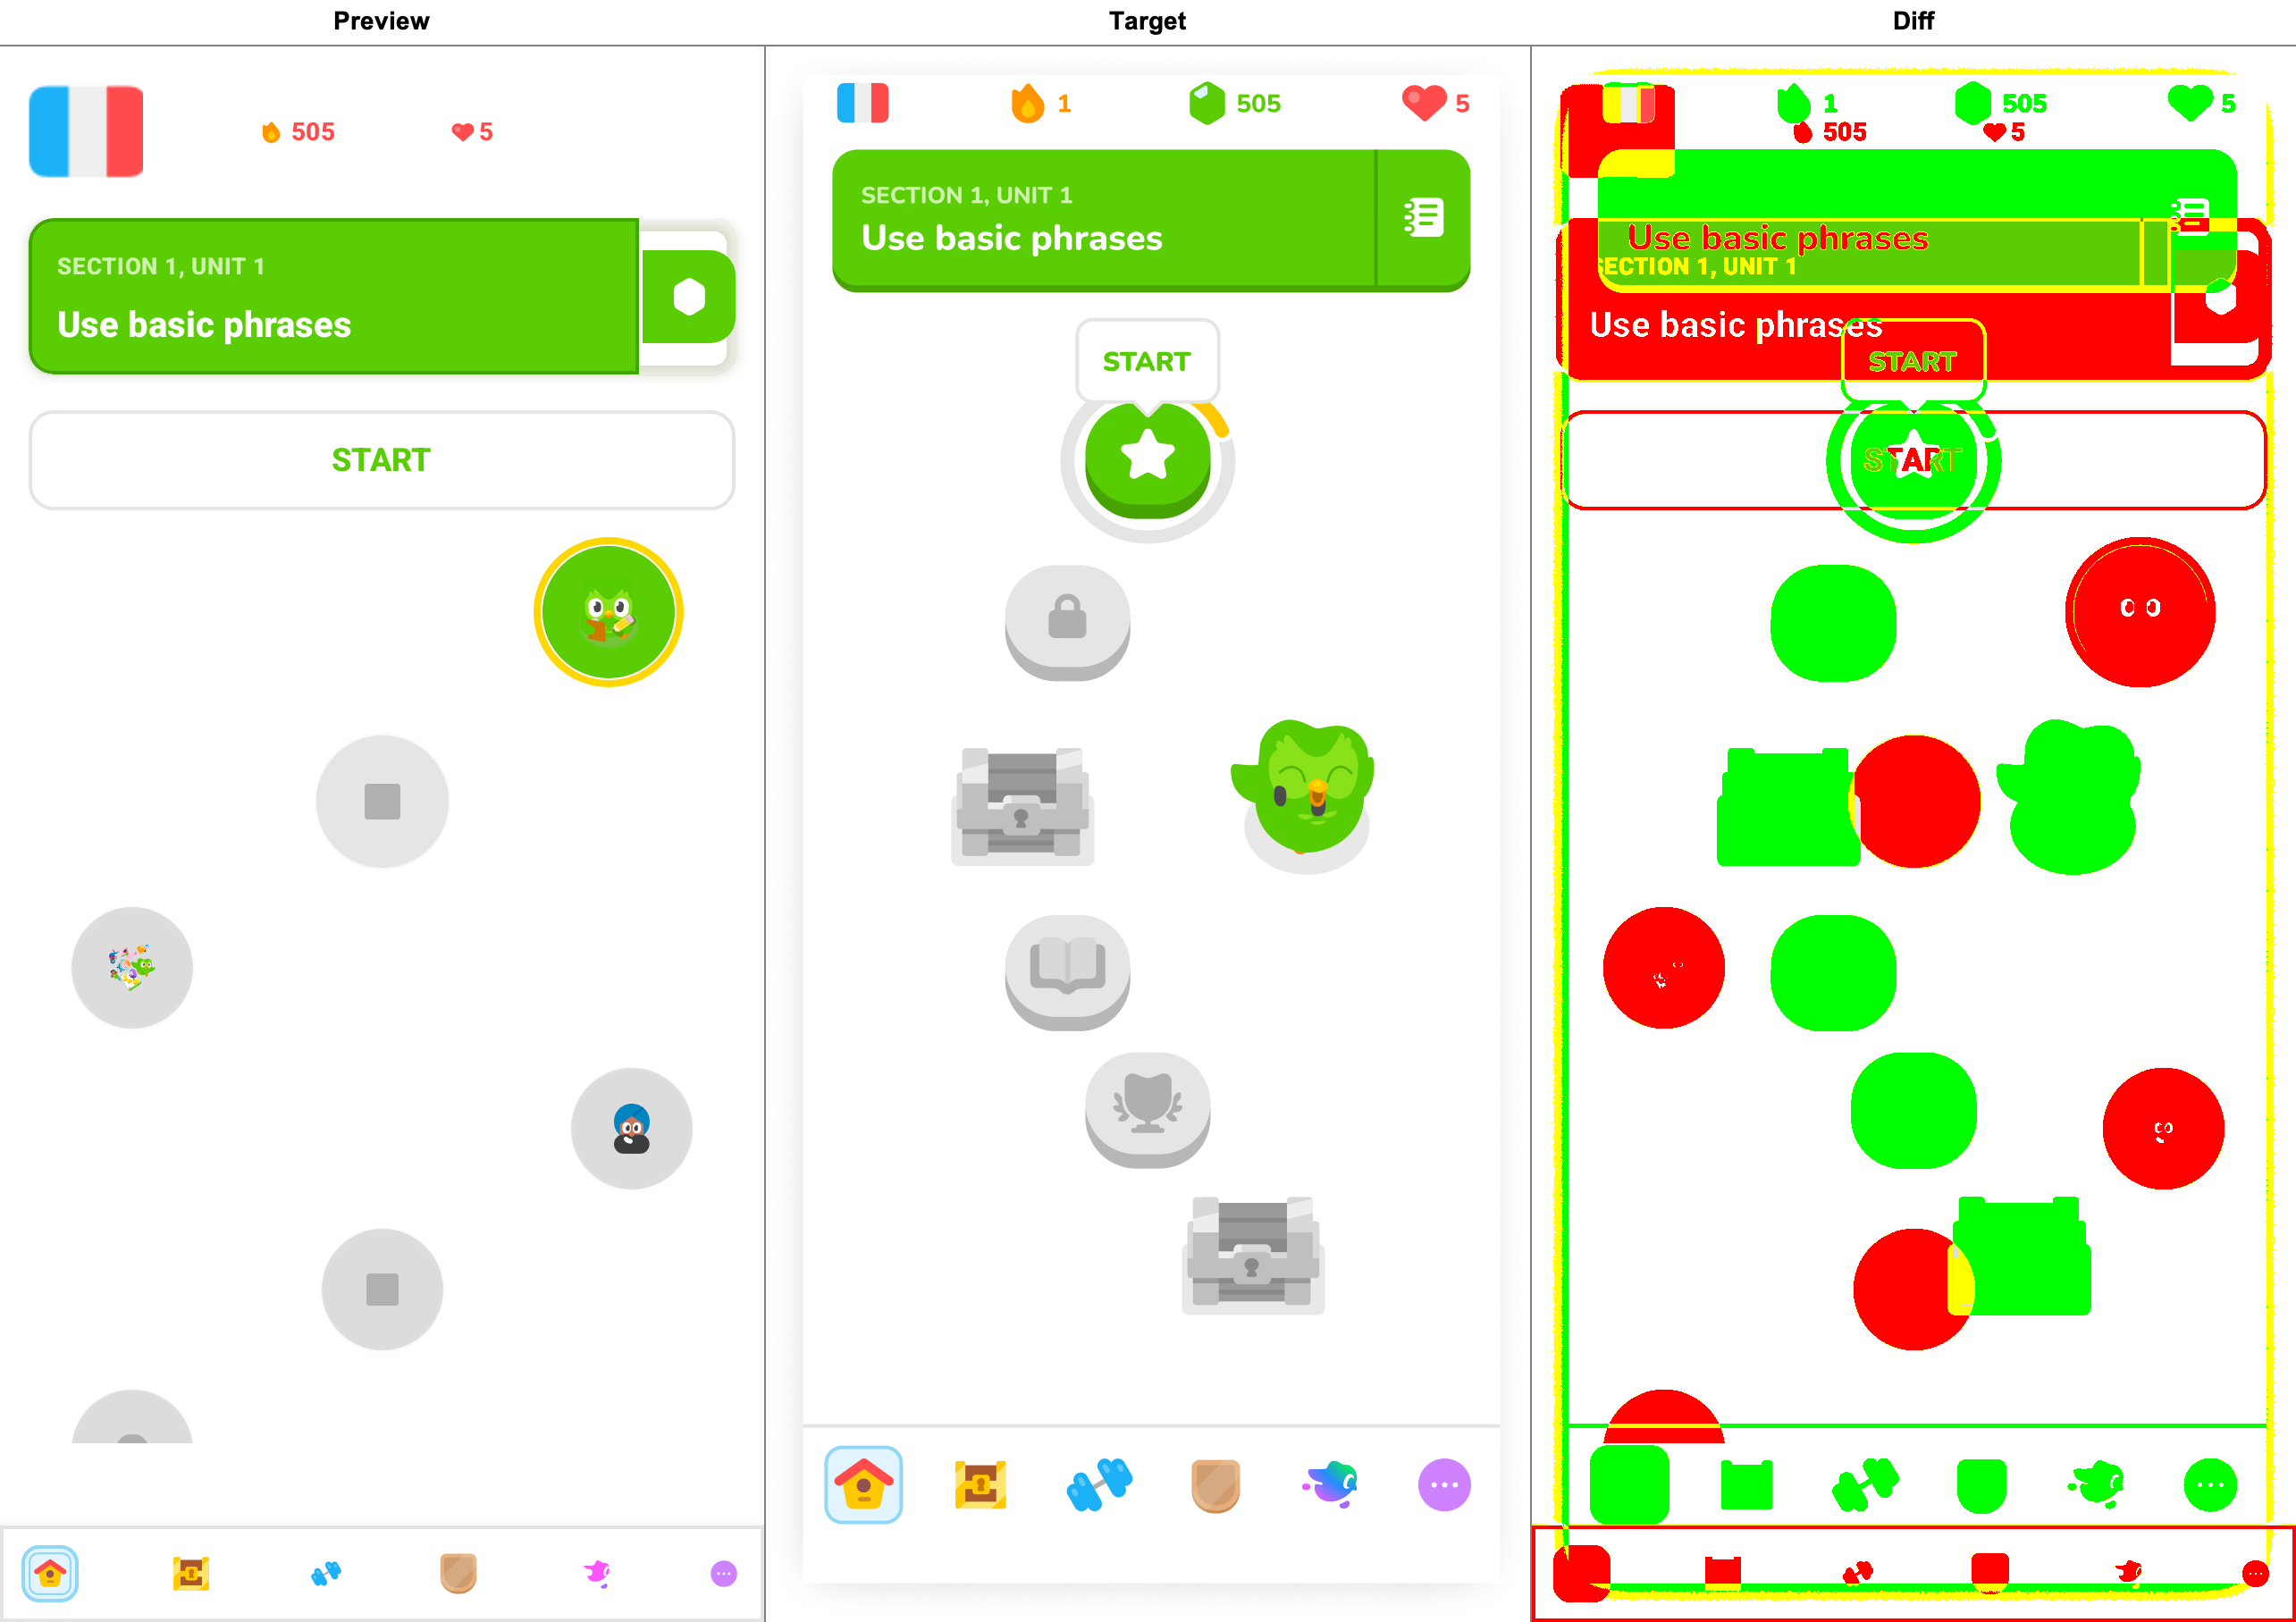 Preview
Target
Diff
505
5
SECTION 1, UNIT 1
Use basic phrases
START
1
505
5
SECTION 1, UNIT 1
Use basic phrases
START
1
505
5
505
5
Use basic phrases
SECTION 1, UNIT 1
Use basic phrases
START
START